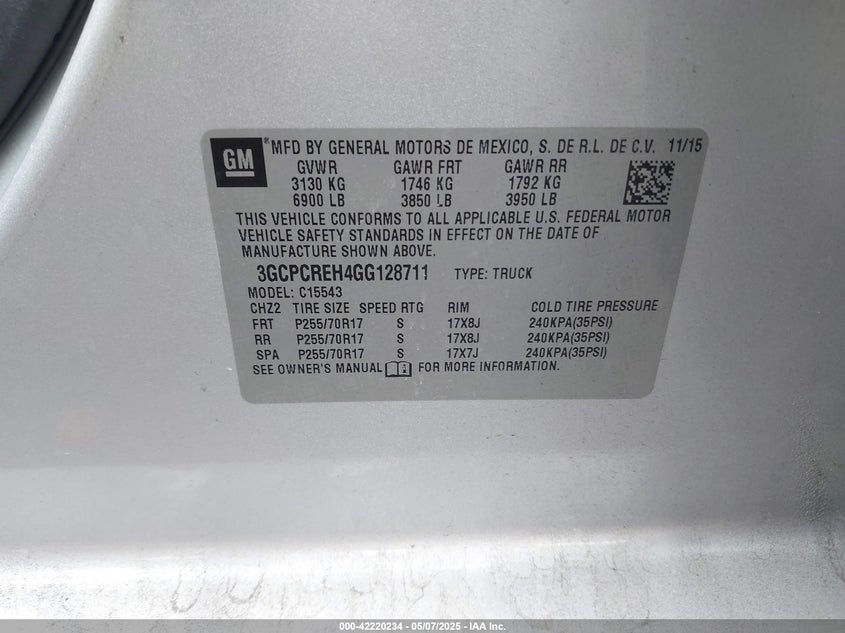 GM
® MFD BY GENERAL MOTORS DE MEXICO, S. DE R.L. DE C.V. 11/15
GVWR GAWR FRT GAWR RR
3130 KG 1746 KG 1792 KG
6900 LB 3850 LB 3950 LB
THIS VEHICLE CONFORMS TO ALL APPLICABLE U.S. FEDERAL MOTOR
VEHICLE SAFETY STANDARDS IN EFFECT ON THE DATE OF
MANUFACTURE SHOWN ABOVE.
3GCPCREH4GG128711 TYPE: TRUCK
MODEL: C15543
CHZ2 TIRE SIZE SPEED RTG RIM COLD TIRE PRESSURE
FRT P255/70R17 S 17X8J 240KPA(35PSI)
RR P255/70R17 S 17X8J 240KPA(35PSI)
SPA P255/70R17 S 17X7J 240KPA(35PSI)
SEE OWNER'S MANUAL FOR MORE INFORMATION.
000-42220234 - 05/07/2025 - IAA Inc.